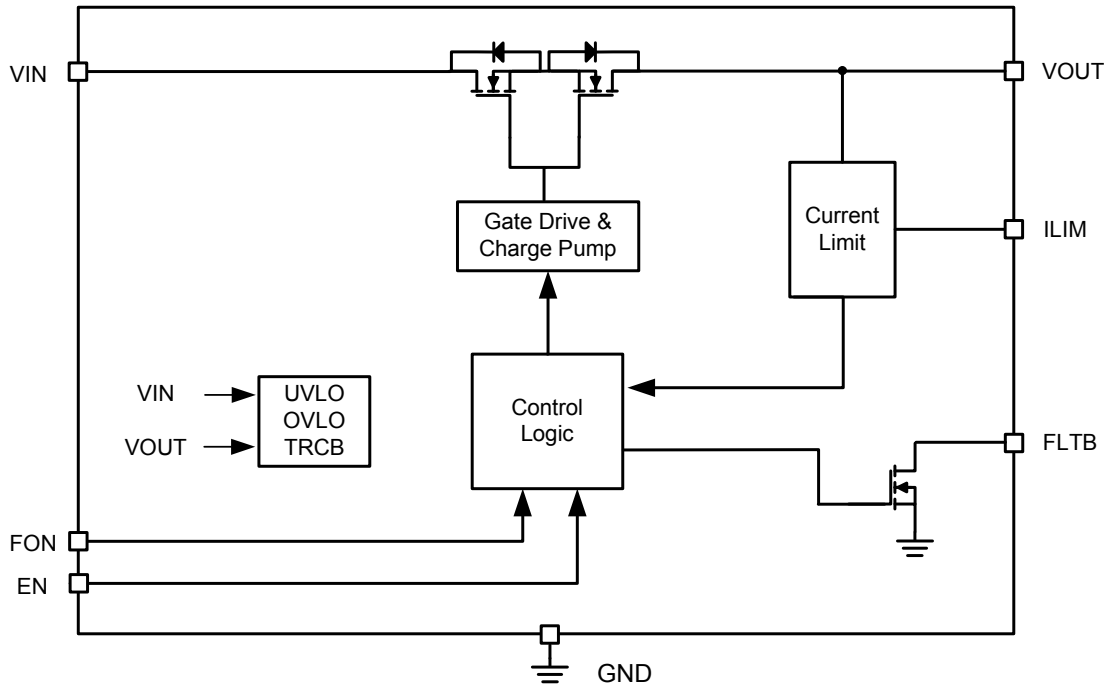 VIN
VOUT
Gate Drive &
Charge Pump
Current
Limit
ILIM
Control
Logic
VIN
UVLO
OVLO
TRCB
VOUT
FLTB
FON
EN
GND